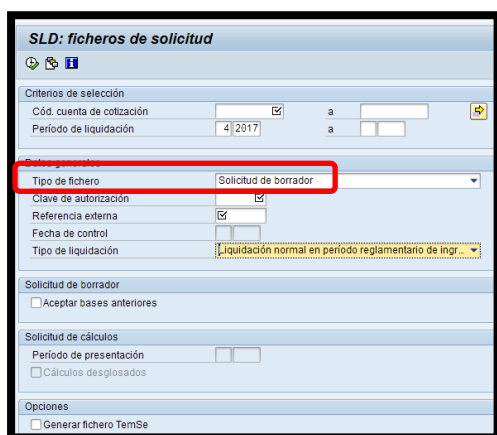 SLD: ficheros de solicitud
Criterios de selección
Cód. cuenta de cotización a
Período de liquidación 4 2017 a
Datos generales
Tipo de fichero Solicitud de borrador
Clave de autorización
Referencia externa
Fecha de control
Tipo de liquidación Liquidación normal en período reglamentario de ingr...
Solicitud de borrador
Aceptar bases anteriores
Solicitud de cálculos
Período de presentación
Cálculos desglosados
Opciones
Generar fichero TemSe